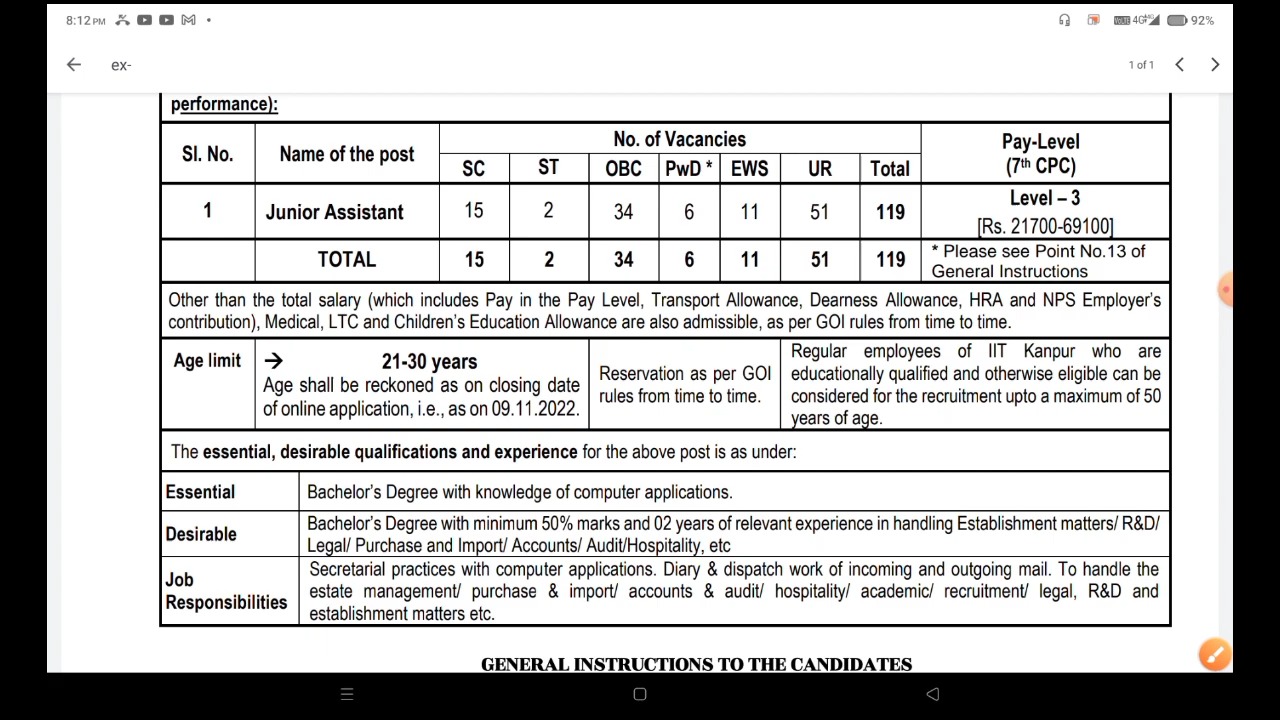 8:12 PM
4G
92%
ex-
1 of 1
performance):
Sl. No. Name of the post No. of Vacancies Pay-Level
(7th CPC)
SC ST OBC PwD * EWS UR Total
1 Junior Assistant 15 2 34 6 11 51 119 Level – 3
[Rs. 21700-69100]
TOTAL 15 2 34 6 11 51 119 * Please see Point No.13 of
General Instructions
Other than the total salary (which includes Pay in the Pay Level, Transport Allowance, Dearness Allowance, HRA and NPS Employer's
contribution), Medical, LTC and Children's Education Allowance are also admissible, as per GOI rules from time to time.
Age limit → 21-30 years
Age shall be reckoned as on closing date
of online application, i.e., as on 09.11.2022.
Reservation as per GOI
rules from time to time.
Regular employees of IIT Kanpur who are
educationally qualified and otherwise eligible can be
considered for the recruitment upto a maximum of 50
years of age.
The essential, desirable qualifications and experience for the above post is as under:
Essential Bachelor's Degree with knowledge of computer applications.
Desirable Bachelor's Degree with minimum 50% marks and 02 years of relevant experience in handling Establishment matters/ R&D/
Legal/ Purchase and Import/ Accounts/ Audit/Hospitality, etc
Job
Responsibilities
Secretarial practices with computer applications. Diary & dispatch work of incoming and outgoing mail. To handle the
estate management/ purchase & import/ accounts & audit/ hospitality/ academic/ recruitment/ legal, R&D and
establishment matters etc.
GENERAL INSTRUCTIONS TO THE CANDIDATES